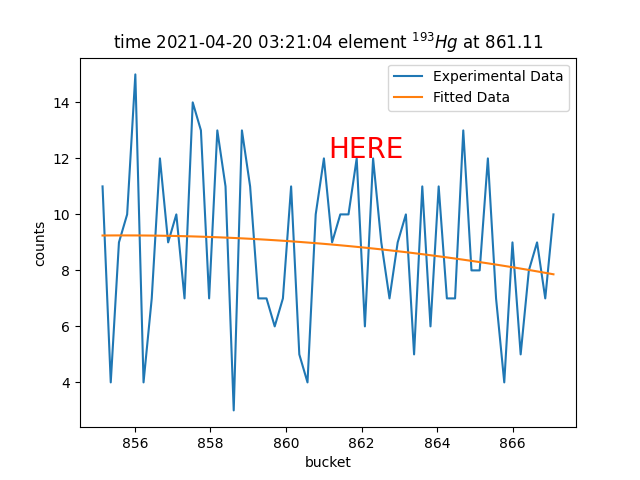 time 2021-04-20 03:21:04 element ¹⁹³Hg at 861.11
Experimental Data
Fitted Data
HERE
counts
14
12
10
8
6
4
856 858 860 862 864 866
bucket